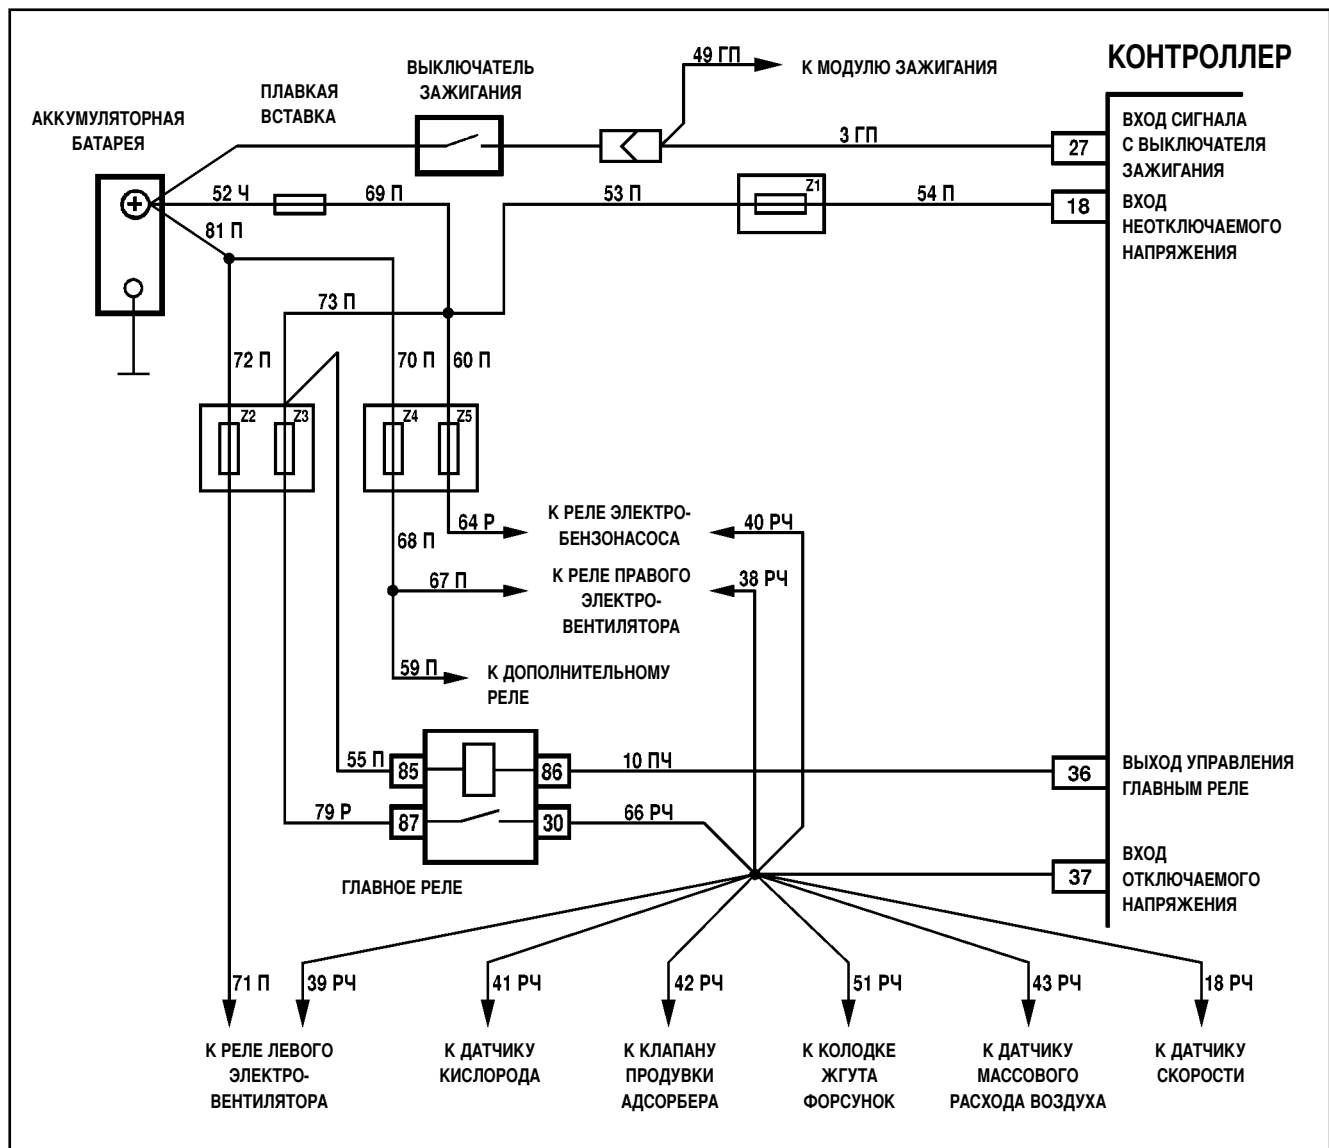 49 ГП
К МОДУЛЮ ЗАЖИГАНИЯ
КОНТРОЛЛЕР
ВЫКЛЮЧАТЕЛЬ
ЗАЖИГАНИЯ
ПЛАВКАЯ
ВСТАВКА
АККУМУЛЯТОРНАЯ
БАТАРЕЯ
3 ГП
27
ВХОД СИГНАЛА
С ВЫКЛЮЧАТЕЛЯ
ЗАЖИГАНИЯ
52 Ч
69 П
53 П
Z1
54 П
18
ВХОД
НЕОТКЛЮЧАЕМОГО
НАПРЯЖЕНИЯ
81 П
73 П
72 П
70 П
60 П
Z2
Z3
Z4
Z5
64 Р
К РЕЛЕ ЭЛЕКТРО-
БЕНЗОНАСОСА
40 РЧ
68 П
67 П
К РЕЛЕ ПРАВОГО
ЭЛЕКТРО-
ВЕНТИЛЯТОРА
38 РЧ
59 П
К ДОПОЛНИТЕЛЬНОМУ
РЕЛЕ
55 П
85
86
10 ПЧ
36
ВЫХОД УПРАВЛЕНИЯ
ГЛАВНЫМ РЕЛЕ
79 Р
87
30
66 РЧ
ГЛАВНОЕ РЕЛЕ
37
ВХОД
ОТКЛЮЧАЕМОГО
НАПРЯЖЕНИЯ
71 П
39 РЧ
41 РЧ
42 РЧ
51 РЧ
43 РЧ
18 РЧ
К РЕЛЕ ЛЕВОГО
ЭЛЕКТРО-
ВЕНТИЛЯТОРА
К ДАТЧИКУ
КИСЛОРОДА
К КЛАПАНУ
ПРОДУВКИ
АДСОРБЕРА
К КОЛОДКЕ
ЖГУТА
ФОРСУНОК
К ДАТЧИКУ
МАССОВОГО
РАСХОДА ВОЗДУХА
К ДАТЧИКУ
СКОРОСТИ